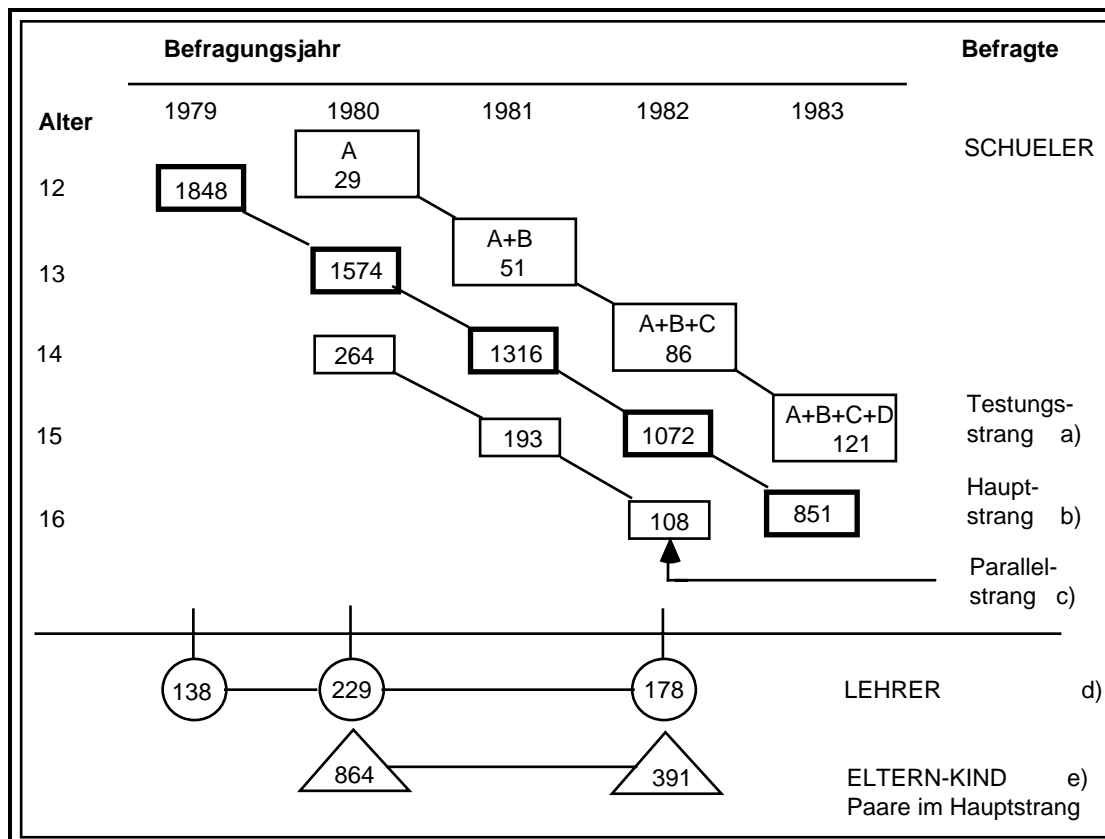 Befragungsjahr Befragte
1979 1980 1981 1982 1983
Alter
SCHUELER
A
29
12 1848
A+B
51
13 1574
A+B+C
86
14 264 1316
A+B+C+D
121
Testungs-
strang a)
15 193 1072
Haupt-
strang b)
16 108 851
Parallel-
strang c)
138 229 178 LEHRER d)
864 391 ELTERN-KIND e)
Paare im Hauptstrang